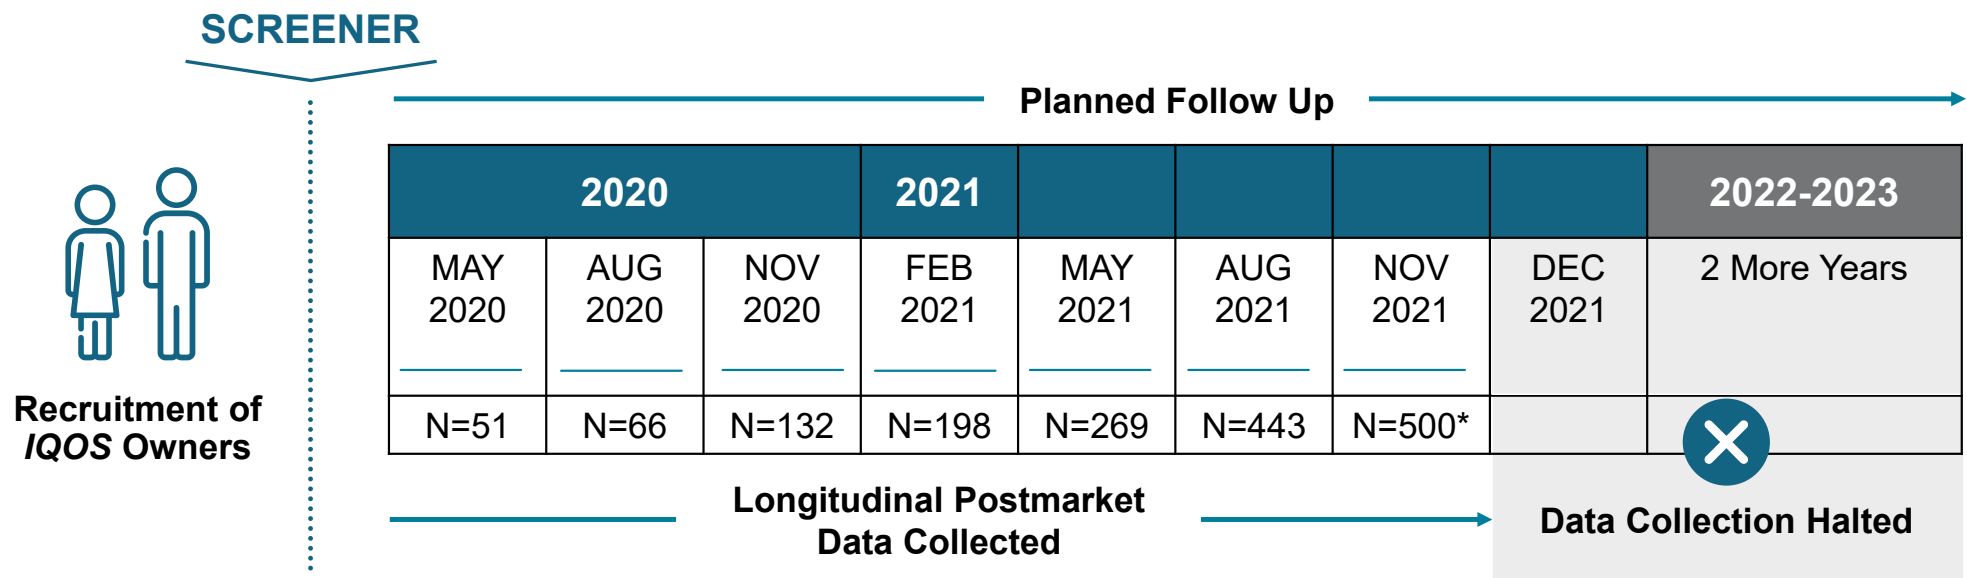 SCREENER
Planned Follow Up
2020 2021 2022-2023
MAY 2020 AUG 2020 NOV 2020 FEB 2021 MAY 2021 AUG 2021 NOV 2021 DEC 2021 2 More Years
N=51 N=66 N=132 N=198 N=269 N=443 N=500*
Recruitment of
IQOS Owners
Longitudinal Postmarket
Data Collected
Data Collection Halted